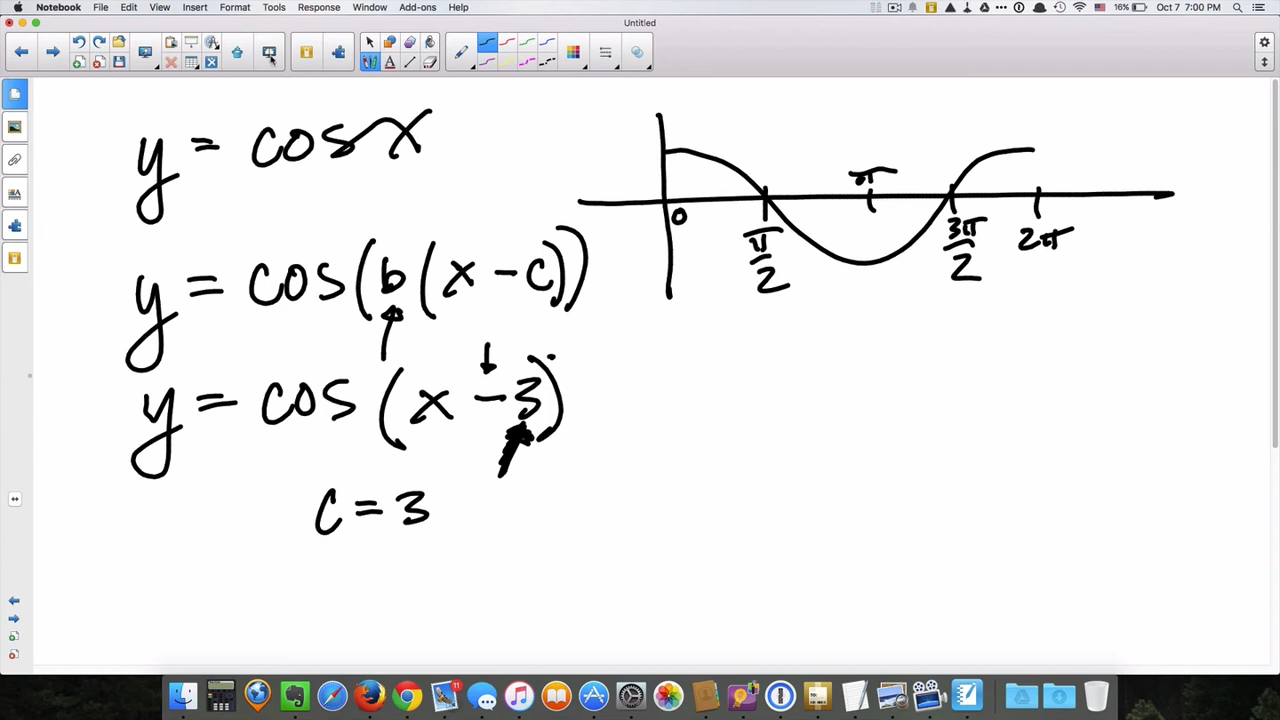 Notebook File Edit View Insert Format Tools Response Window Add-ons Help 16% Oct 7 7:00 PM
Untitled
y = cos x
y = cos(b(x - c))
y = cos(x - 3)
c = 3
π
0
π/2
3π/2
2π
11